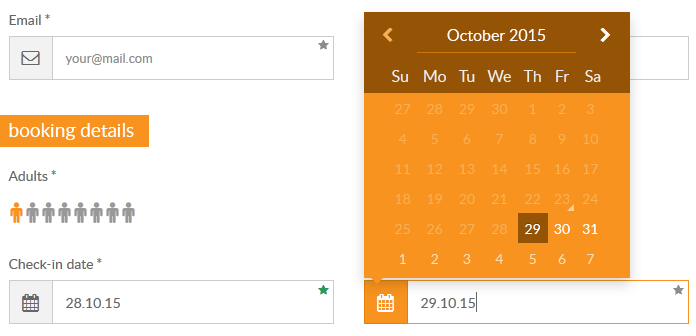 Email *
your@mail.com
booking details
Adults *
Check-in date *
28.10.15
October 2015
Su Mo Tu We Th Fr Sa
27 28 29 30 1 2 3
4 5 6 7 8 9 10
11 12 13 14 15 16 17
18 19 20 21 22 23 24
25 26 27 28 29 30 31
1 2 3 4 5 6 7
29.10.15